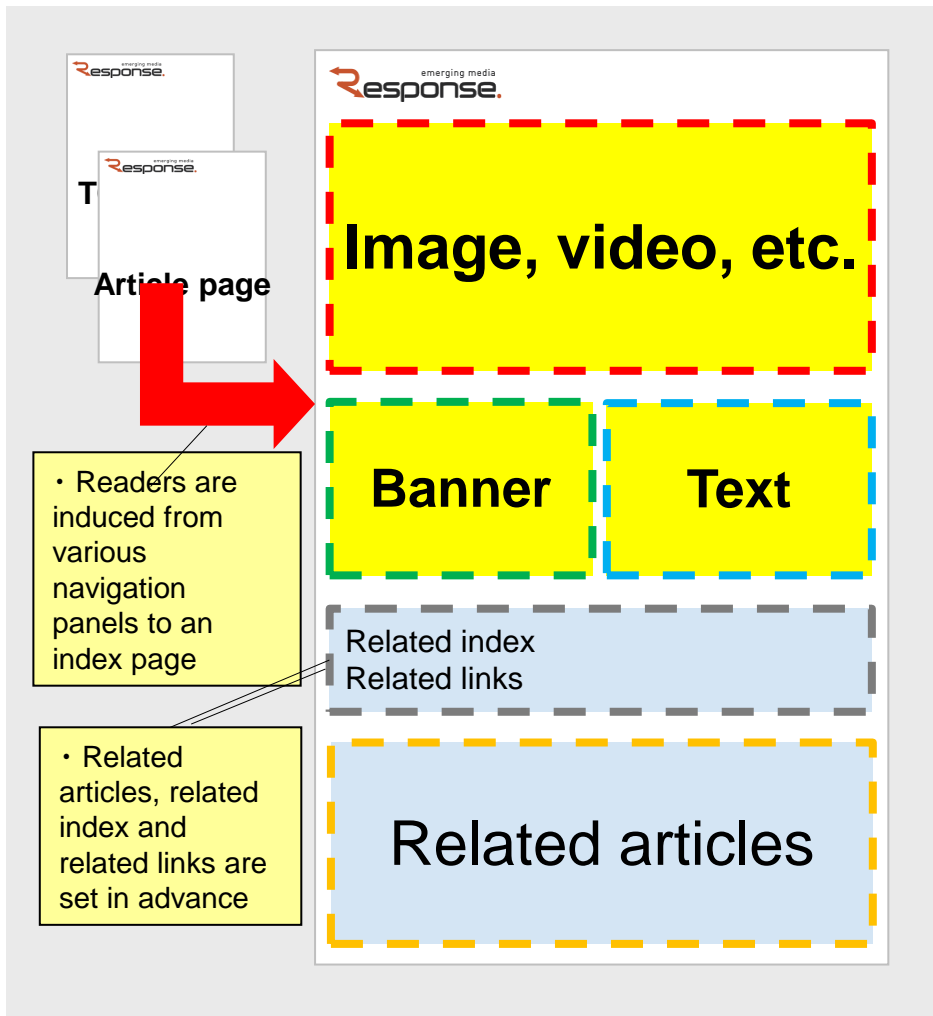 emerging media
Response.
emerging media
Response.
Article page
emerging media
Response.
Image, video, etc.
Banner
Text
・Readers are
induced from
various
navigation
panels to an
index page
Related index
Related links
・Related
articles, related
index and
related links are
set in advance
Related articles